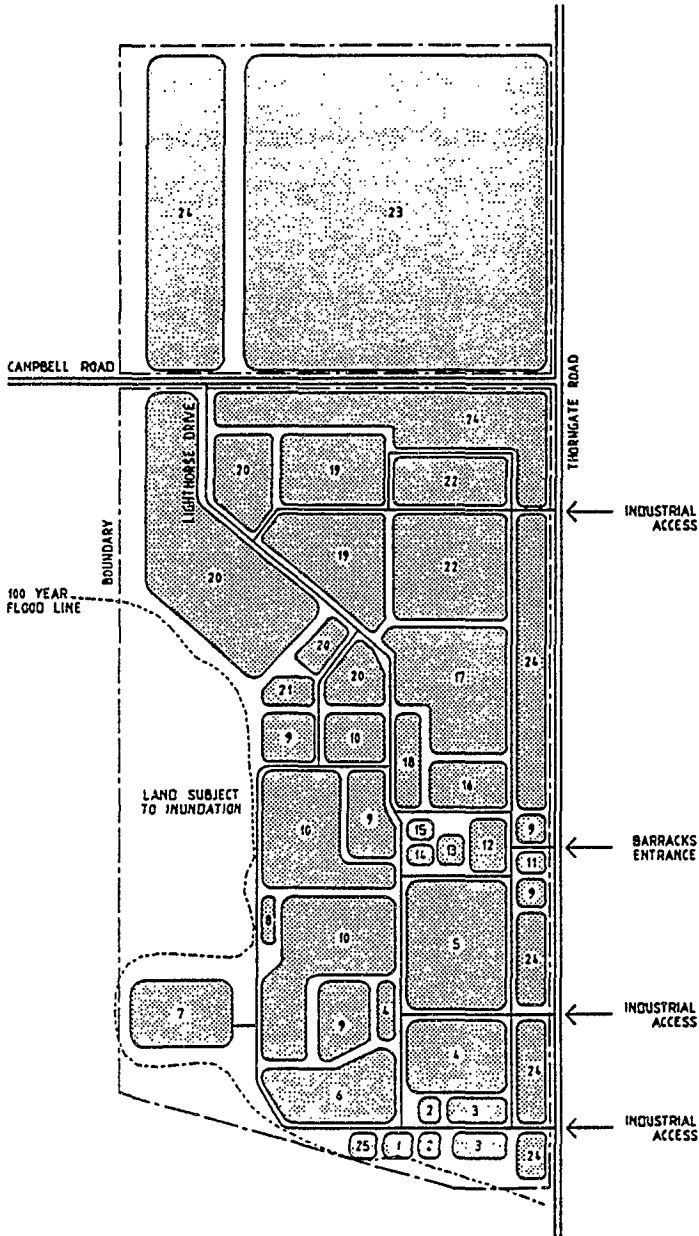 24
23
CAMPBELL ROAD
THORNGATE ROAD
LIGHTHORSE DRIVE
24
20
19
22
INDUSTRIAL
ACCESS
BOUNDARY
20
19
22
100 YEAR
FLOOD LINE
20
20
17
24
21
9
10
18
16
LAND SUBJECT
TO INUNDATION
10
9
15
14
13
12
9
11
9
BARRACKS
ENTRANCE
8
10
5
24
7
9
4
INDUSTRIAL
ACCESS
4
24
6
2
3
INDUSTRIAL
ACCESS
25
1
2
3
24